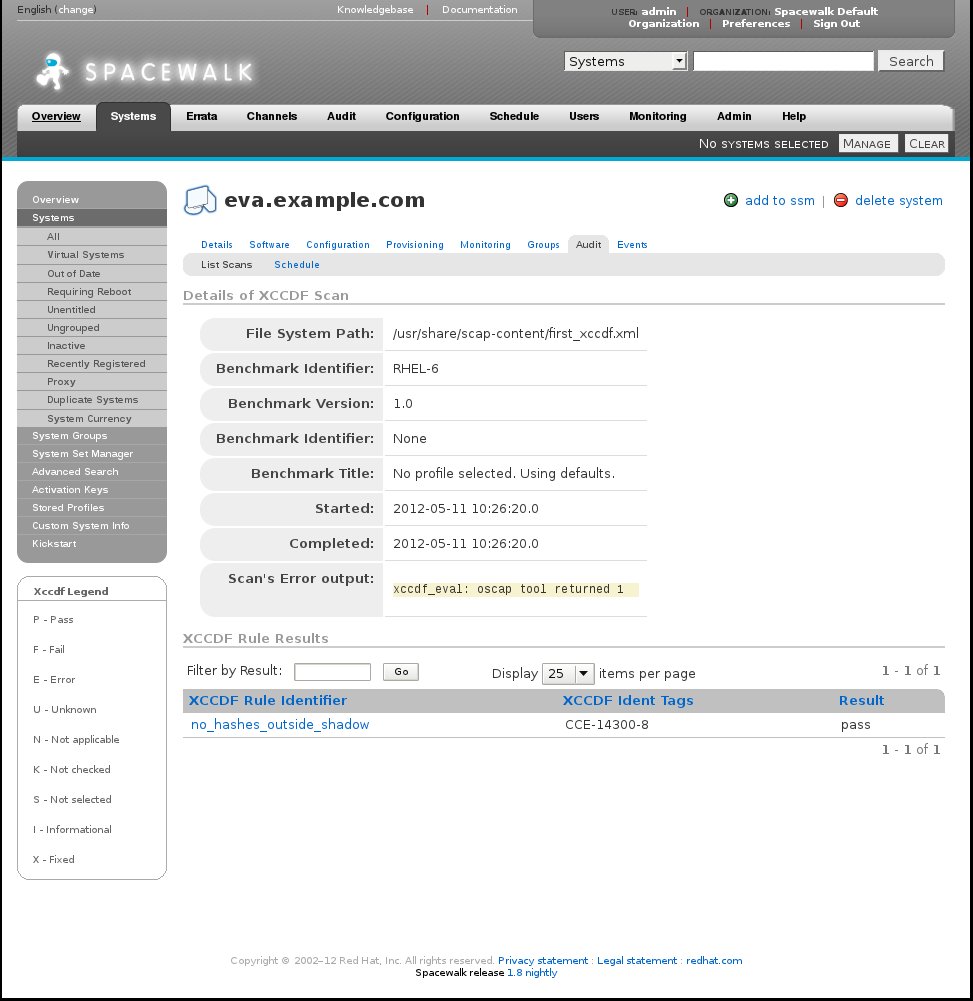 English (change)
Knowledgebase | Documentation
USER: admin | ORGANIZATION: Spacewalk Default
Organization | Preferences | Sign Out
SPACEWALK
Systems
Search
Overview Systems Errata Channels Audit Configuration Schedule Users Monitoring Admin Help
NO SYSTEMS SELECTED MANAGE CLEAR
Overview
Systems
All
Virtual Systems
Out of Date
Requiring Reboot
Unentitled
Ungrouped
Inactive
Recently Registered
Proxy
Duplicate Systems
System Currency
System Groups
System Set Manager
Advanced Search
Activation Keys
Stored Profiles
Custom System Info
Kickstart
Xccdf Legend
P - Pass
F - Fail
E - Error
U - Unknown
N - Not applicable
K - Not checked
S - Not selected
I - Informational
X - Fixed
eva.example.com
add to ssm | delete system
Details Software Configuration Provisioning Monitoring Groups Audit Events
List Scans Schedule
Details of XCCDF Scan
File System Path: /usr/share/scap-content/first_xccdf.xml
Benchmark Identifier: RHEL-6
Benchmark Version: 1.0
Benchmark Identifier: None
Benchmark Title: No profile selected. Using defaults.
Started: 2012-05-11 10:26:20.0
Completed: 2012-05-11 10:26:20.0
Scan's Error output: xccdf_eval: oscap tool returned 1
XCCDF Rule Results
Filter by Result: Go Display 25 items per page 1 - 1 of 1
XCCDF Rule Identifier XCCDF Ident Tags Result
no_hashes_outside_shadow CCE-14300-8 pass
1 - 1 of 1
Copyright © 2002–12 Red Hat, Inc. All rights reserved. Privacy statement : Legal statement : redhat.com
Spacewalk release 1.8 nightly